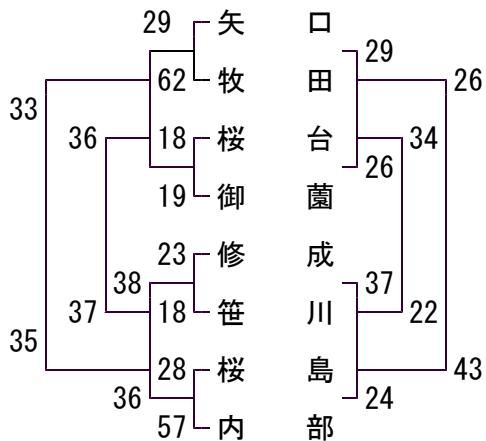 29 矢 口
29
62 牧 田 26
33
36 18 桜 台 34
26
19 御 薗
23 修 成
38 37
37 18 笹 川 22
35
28 桜 島 43
36 24
57 内 部